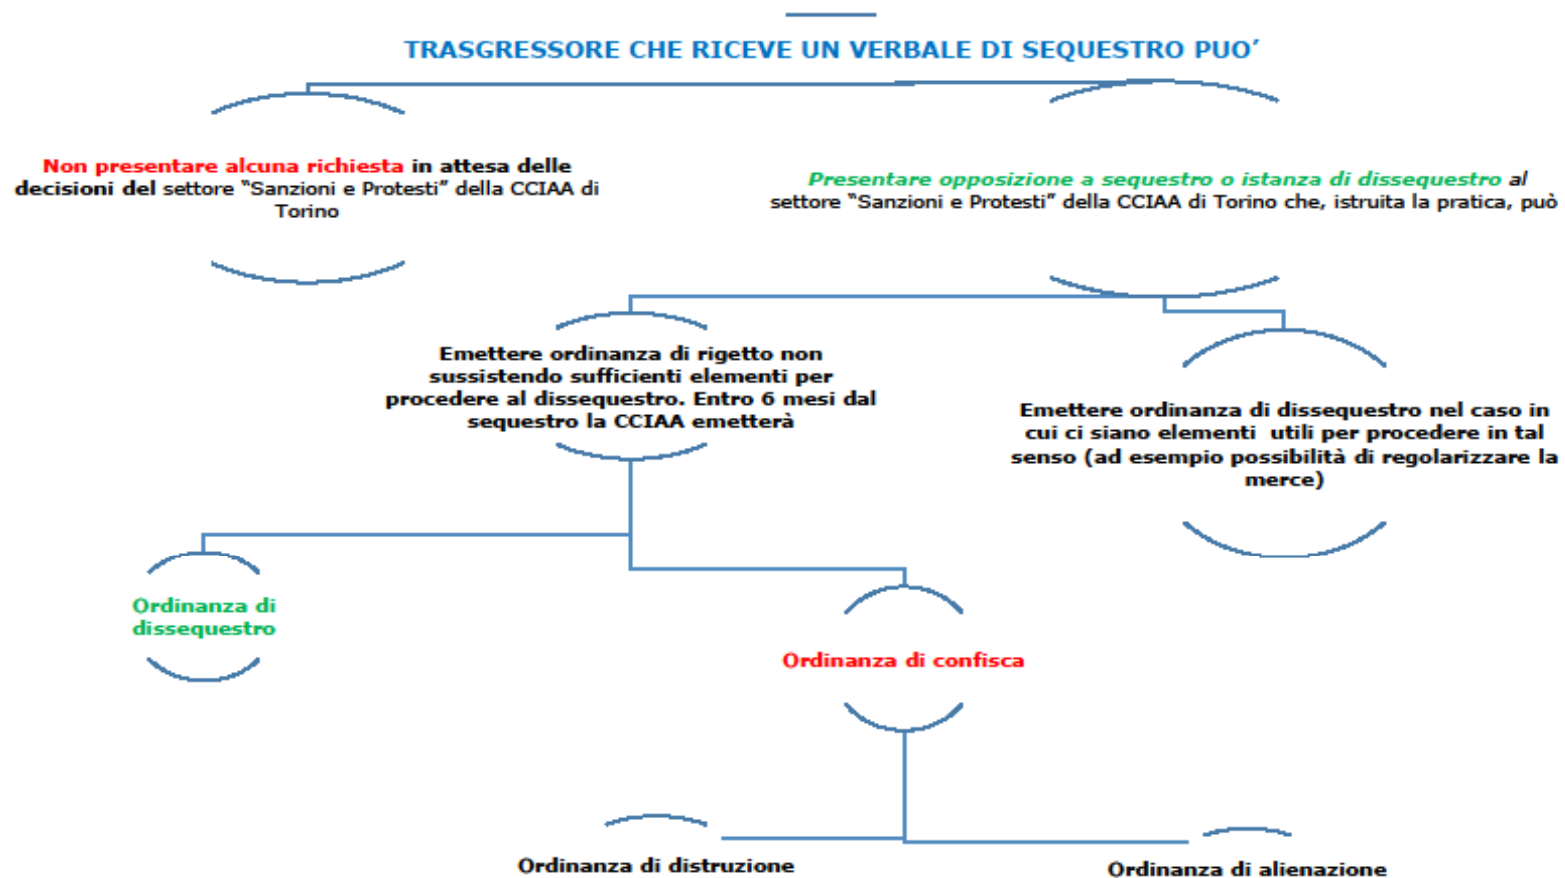 TRASGRESSORE CHE RICEVE UN VERBALE DI SEQUESTRO PUO’
Non presentare alcuna richiesta in attesa delle
decisioni del settore “Sanzioni e Protesti” della CCIAA di
Torino
Presentare opposizione a sequestro o istanza di dissequestro al
settore “Sanzioni e Protesti” della CCIAA di Torino che, istruita la pratica, può
Emettere ordinanza di rigetto non
sussistendo sufficienti elementi per
procedere al dissequestro. Entro 6 mesi dal
sequestro la CCIAA emetterà
Emettere ordinanza di dissequestro nel caso in
cui ci siano elementi utili per procedere in tal
senso (ad esempio possibilità di regolarizzare la
merce)
Ordinanza di
dissequestro
Ordinanza di confisca
Ordinanza di distruzione
Ordinanza di alienazione